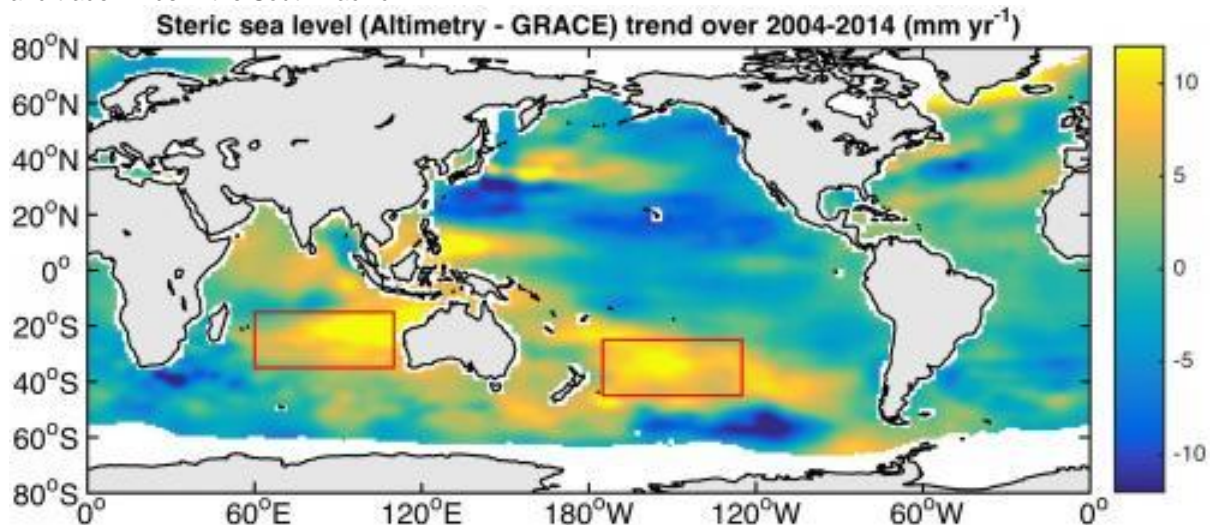 Steric sea level (Altimetry - GRACE) trend over 2004-2014 (mm yr⁻¹)
80°N
60°N
40°N
20°N
0°
20°S
40°S
60°S
80°S
0° 60°E 120°E 180°W 120°W 60°W 0°
10
5
0
-5
-10